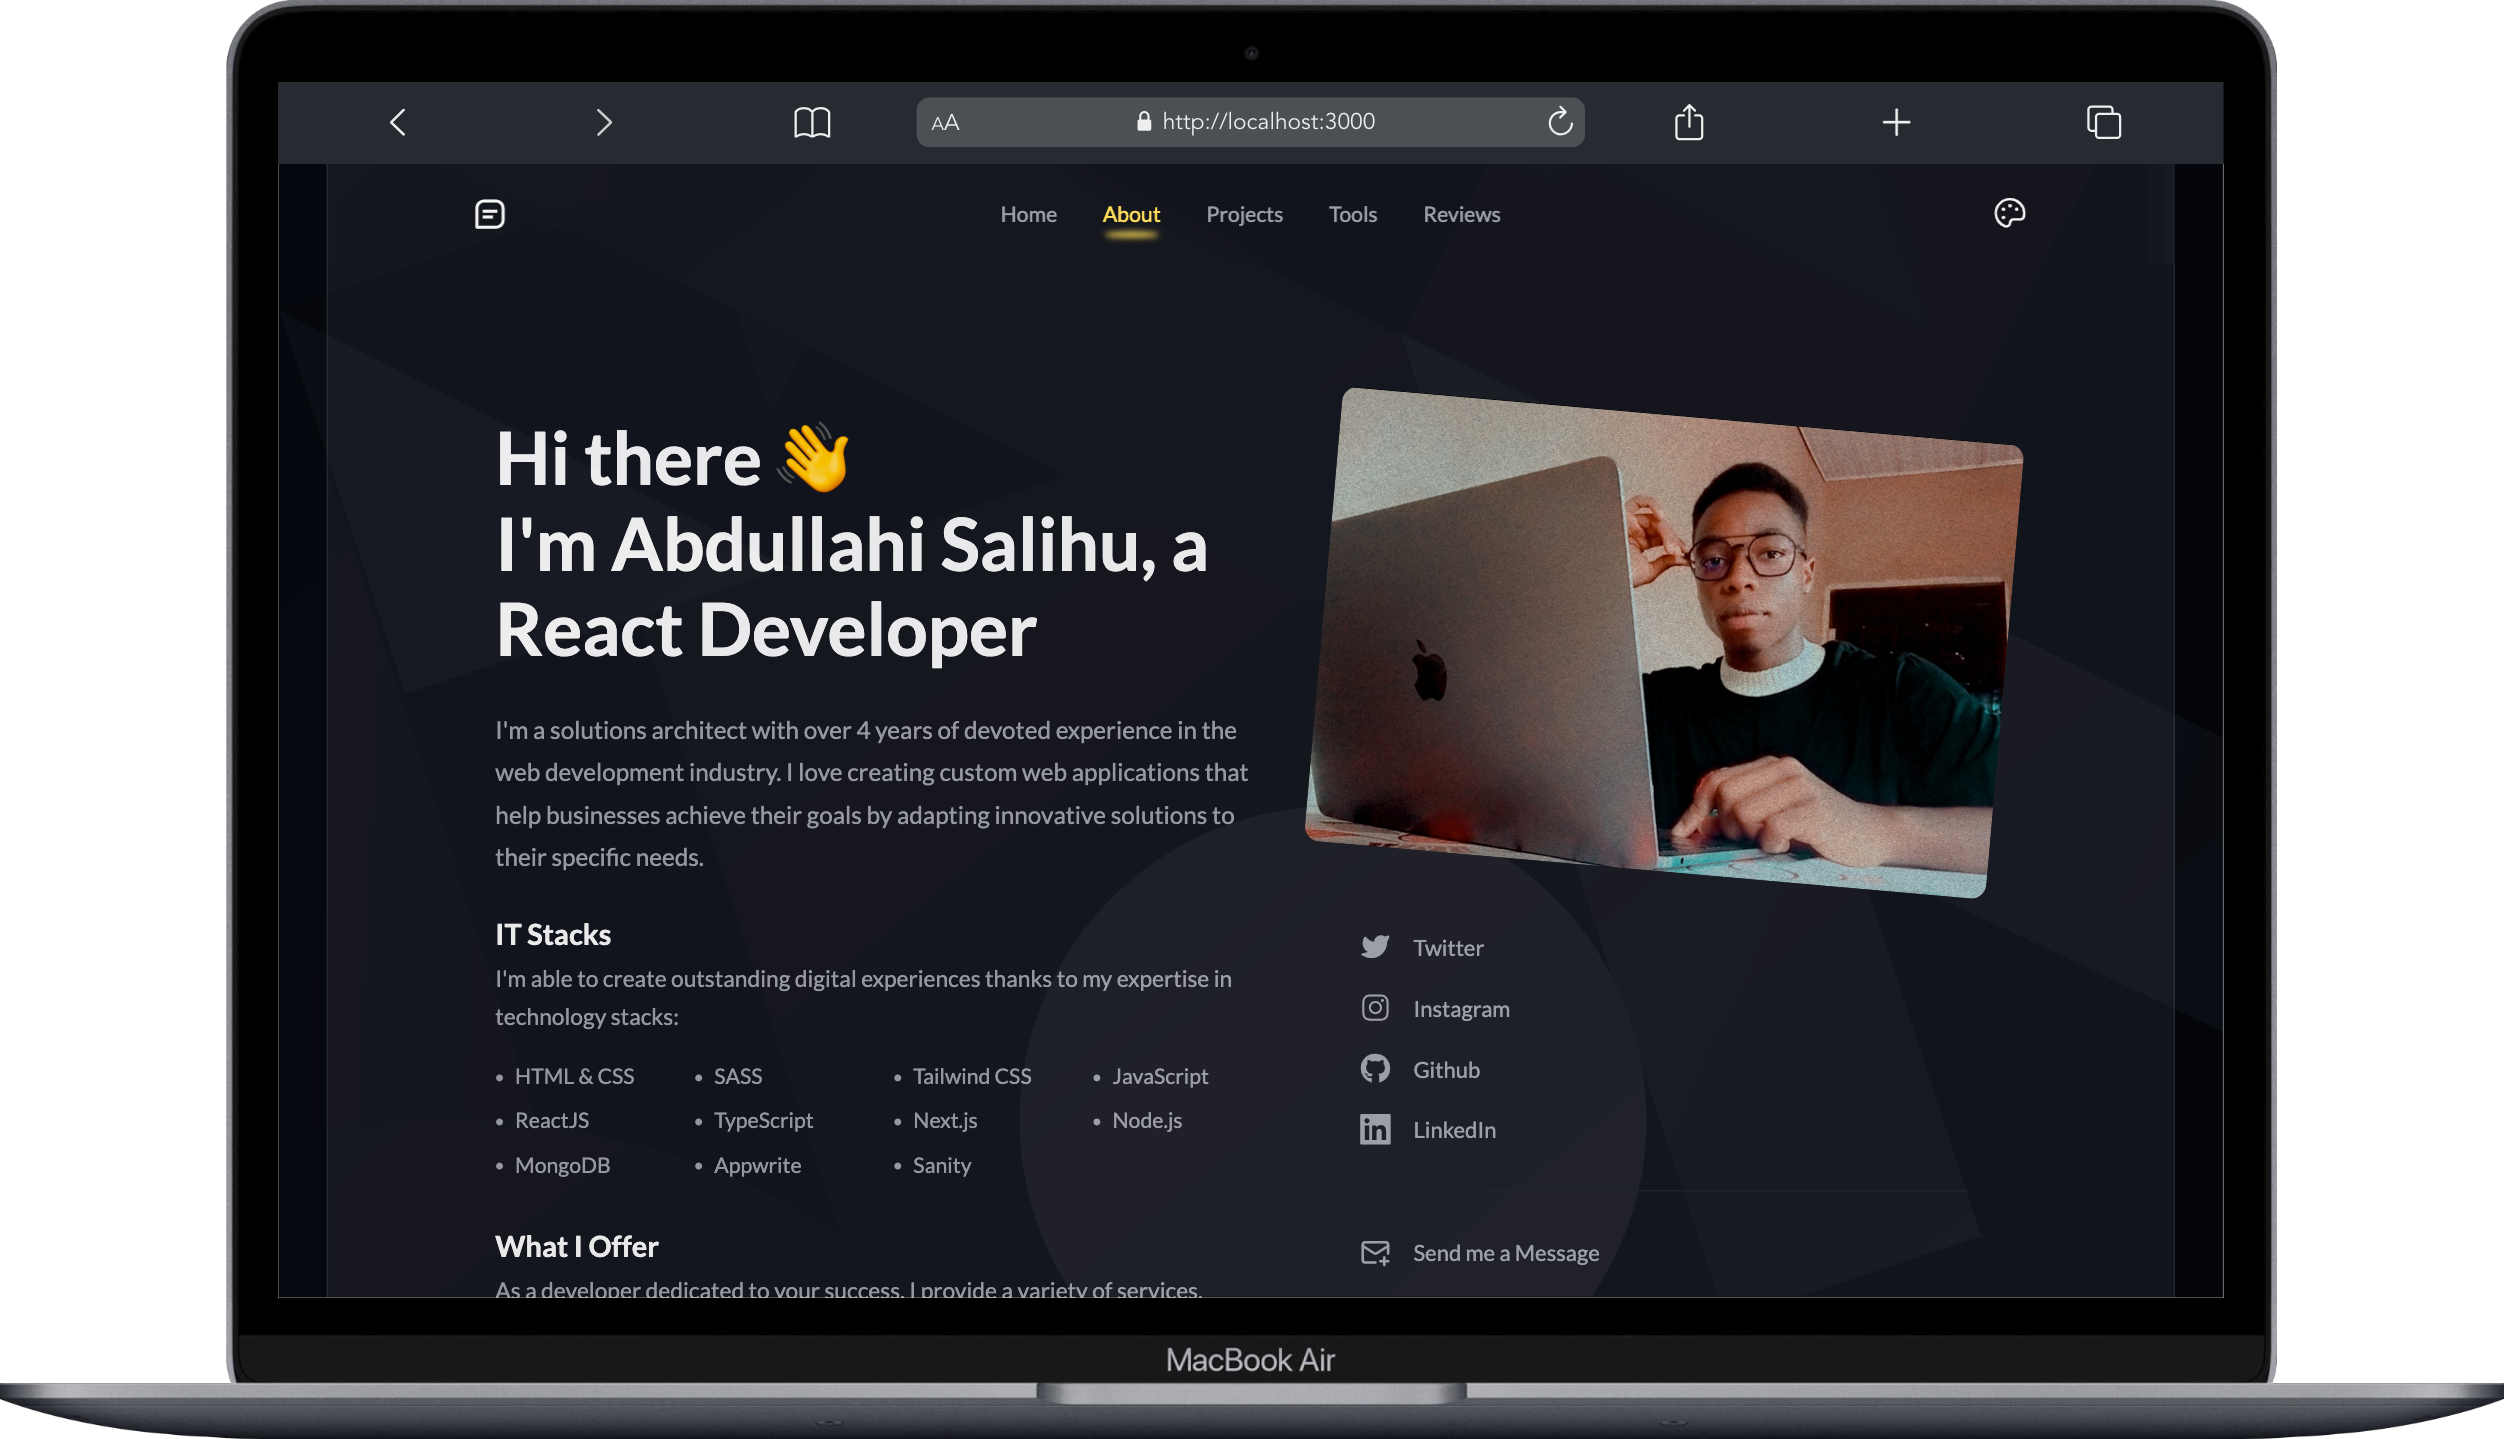 AA http://localhost:3000
Home About Projects Tools Reviews
Hi there 👋
I'm Abdullahi Salihu, a
React Developer
I'm a solutions architect with over 4 years of devoted experience in the
web development industry. I love creating custom web applications that
help businesses achieve their goals by adapting innovative solutions to
their specific needs.
IT Stacks
I'm able to create outstanding digital experiences thanks to my expertise in
technology stacks:
• HTML & CSS • SASS • Tailwind CSS • JavaScript
• ReactJS • TypeScript • Next.js • Node.js
• MongoDB • Appwrite • Sanity
What I Offer
As a developer dedicated to your success, I provide a variety of services,
Twitter
Instagram
Github
LinkedIn
Send me a Message
MacBook Air